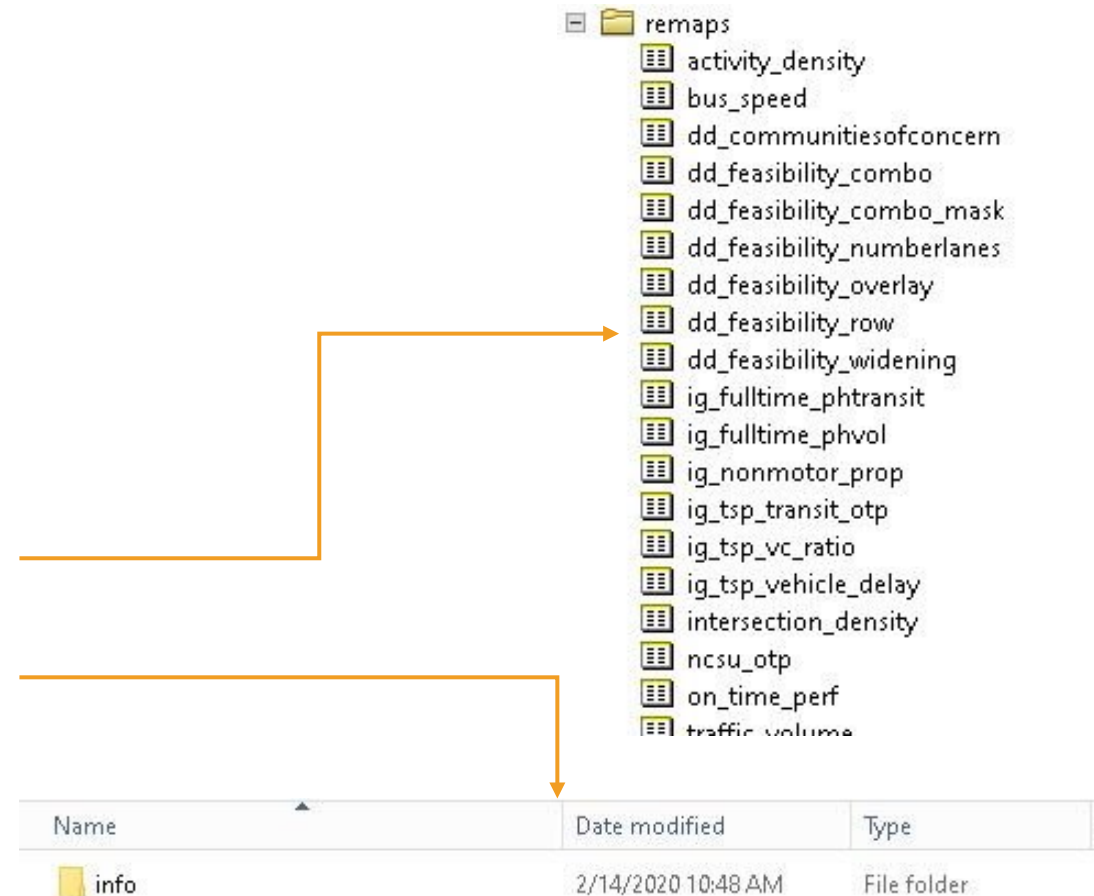 remaps
activity_density
bus_speed
dd_communitiesofconcern
dd_feasibility_combo
dd_feasibility_combo_mask
dd_feasibility_numberlanes
dd_feasibility_overlay
dd_feasibility_row
dd_feasibility_widening
ig_fulltime_phtransit
ig_fulltime_phvol
ig_nonmotor_prop
ig_tsp_transit_otp
ig_tsp_vc_ratio
ig_tsp_vehicle_delay
intersection_density
ncsu_otp
on_time_perf
traffic_volume
Name Date modified Type
info 2/14/2020 10:48 AM File folder